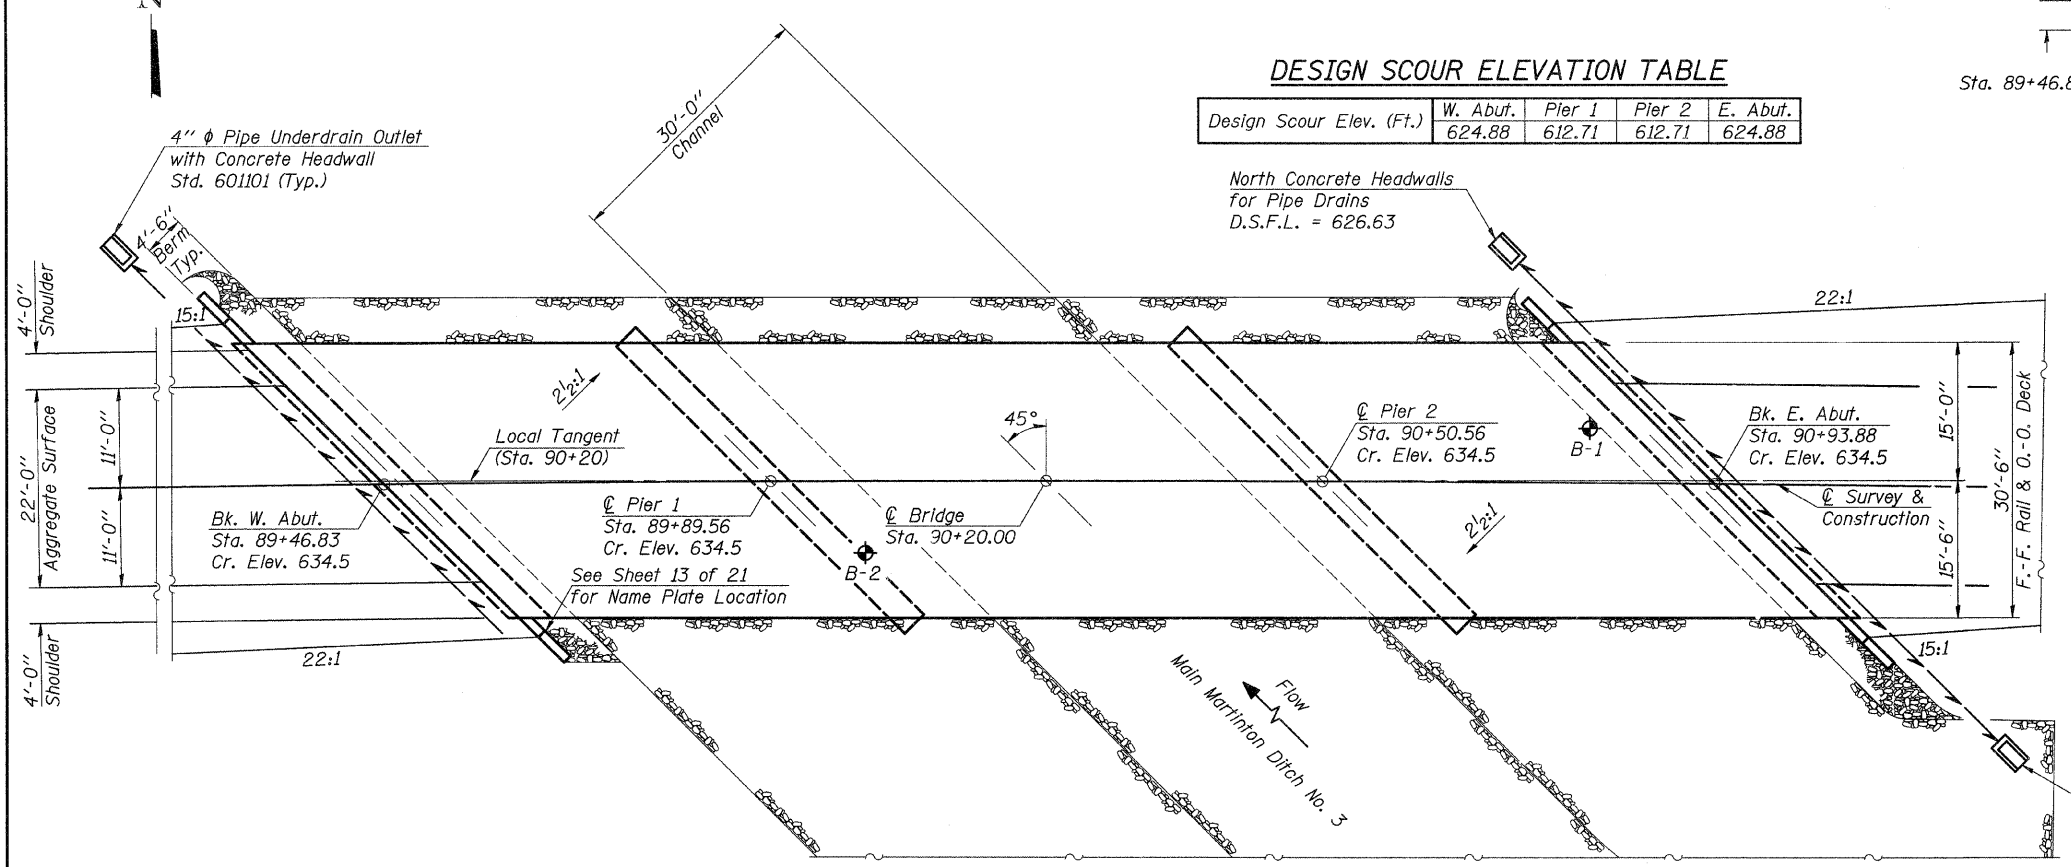 N
DESIGN SCOUR ELEVATION TABLE
Design Scour Elev. (Ft.) W. Abut. Pier 1 Pier 2 E. Abut.
624.88 612.71 612.71 624.88
Sta. 89+46.8
30'-0"
Channel
4" ϕ Pipe Underdrain Outlet
with Concrete Headwall
Std. 601101 (Typ.)
North Concrete Headwalls
for Pipe Drains
D.S.F.L. = 626.63
4'-6"
Berm
Typ.
4'-0"
Shoulder
15:1
22:1
2½:1
45°
Local Tangent
(Sta. 90+20)
℄ Pier 2
Sta. 90+50.56
Cr. Elev. 634.5
B-1
Bk. E. Abut.
Sta. 90+93.88
Cr. Elev. 634.5
15'-0"
30'-6"
F.-F. Rail & O.-O. Deck
22'-0"
Aggregate Surface
11'-0"
11'-0"
Bk. W. Abut.
Sta. 89+46.83
Cr. Elev. 634.5
℄ Pier 1
Sta. 89+89.56
Cr. Elev. 634.5
℄ Bridge
Sta. 90+20.00
℄ Survey &
Construction
2½:1
15'-6"
B-2
See Sheet 13 of 21
for Name Plate Location
4'-0"
Shoulder
22:1
15:1
Flow
Main Martinton Ditch No. 3